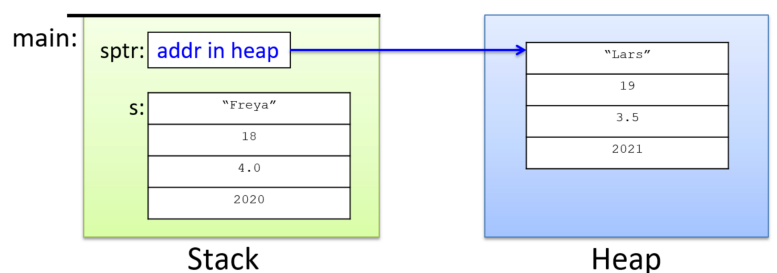 main:
sptr: addr in heap
s:
“Freya”
18
4.0
2020
Stack
“Lars”
19
3.5
2021
Heap